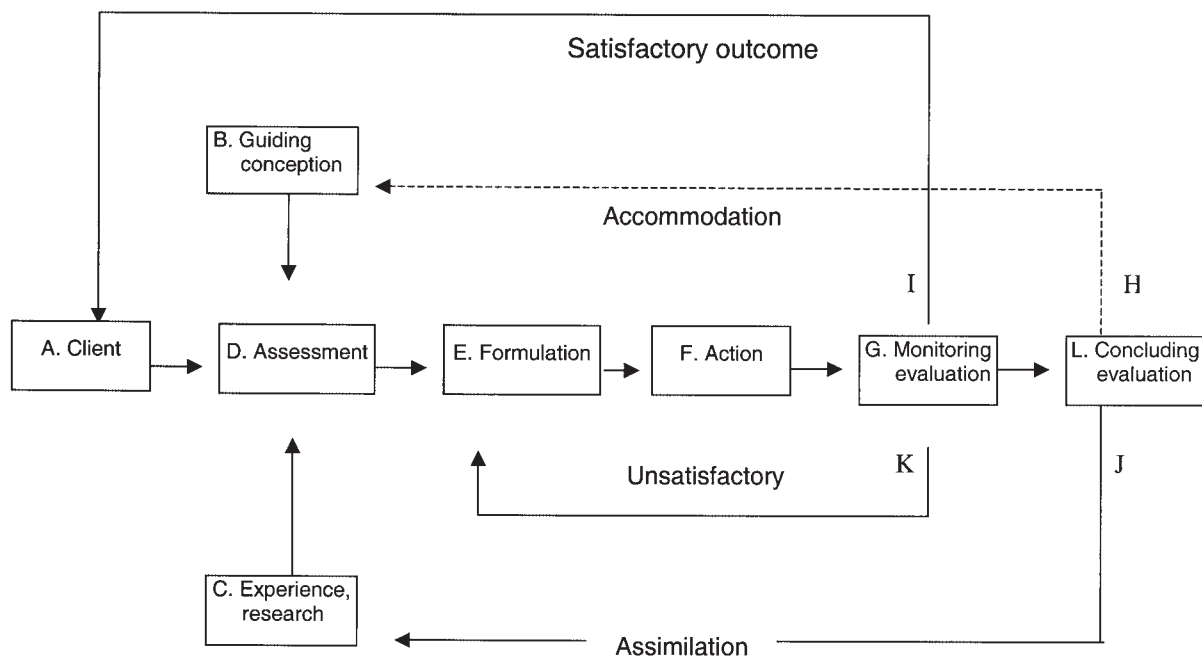 Satisfactory outcome
B. Guiding
conception
Accommodation
I
H
A. Client
D. Assessment
E. Formulation
F. Action
G. Monitoring
evaluation
L. Concluding
evaluation
K
J
Unsatisfactory
C. Experience,
research
Assimilation